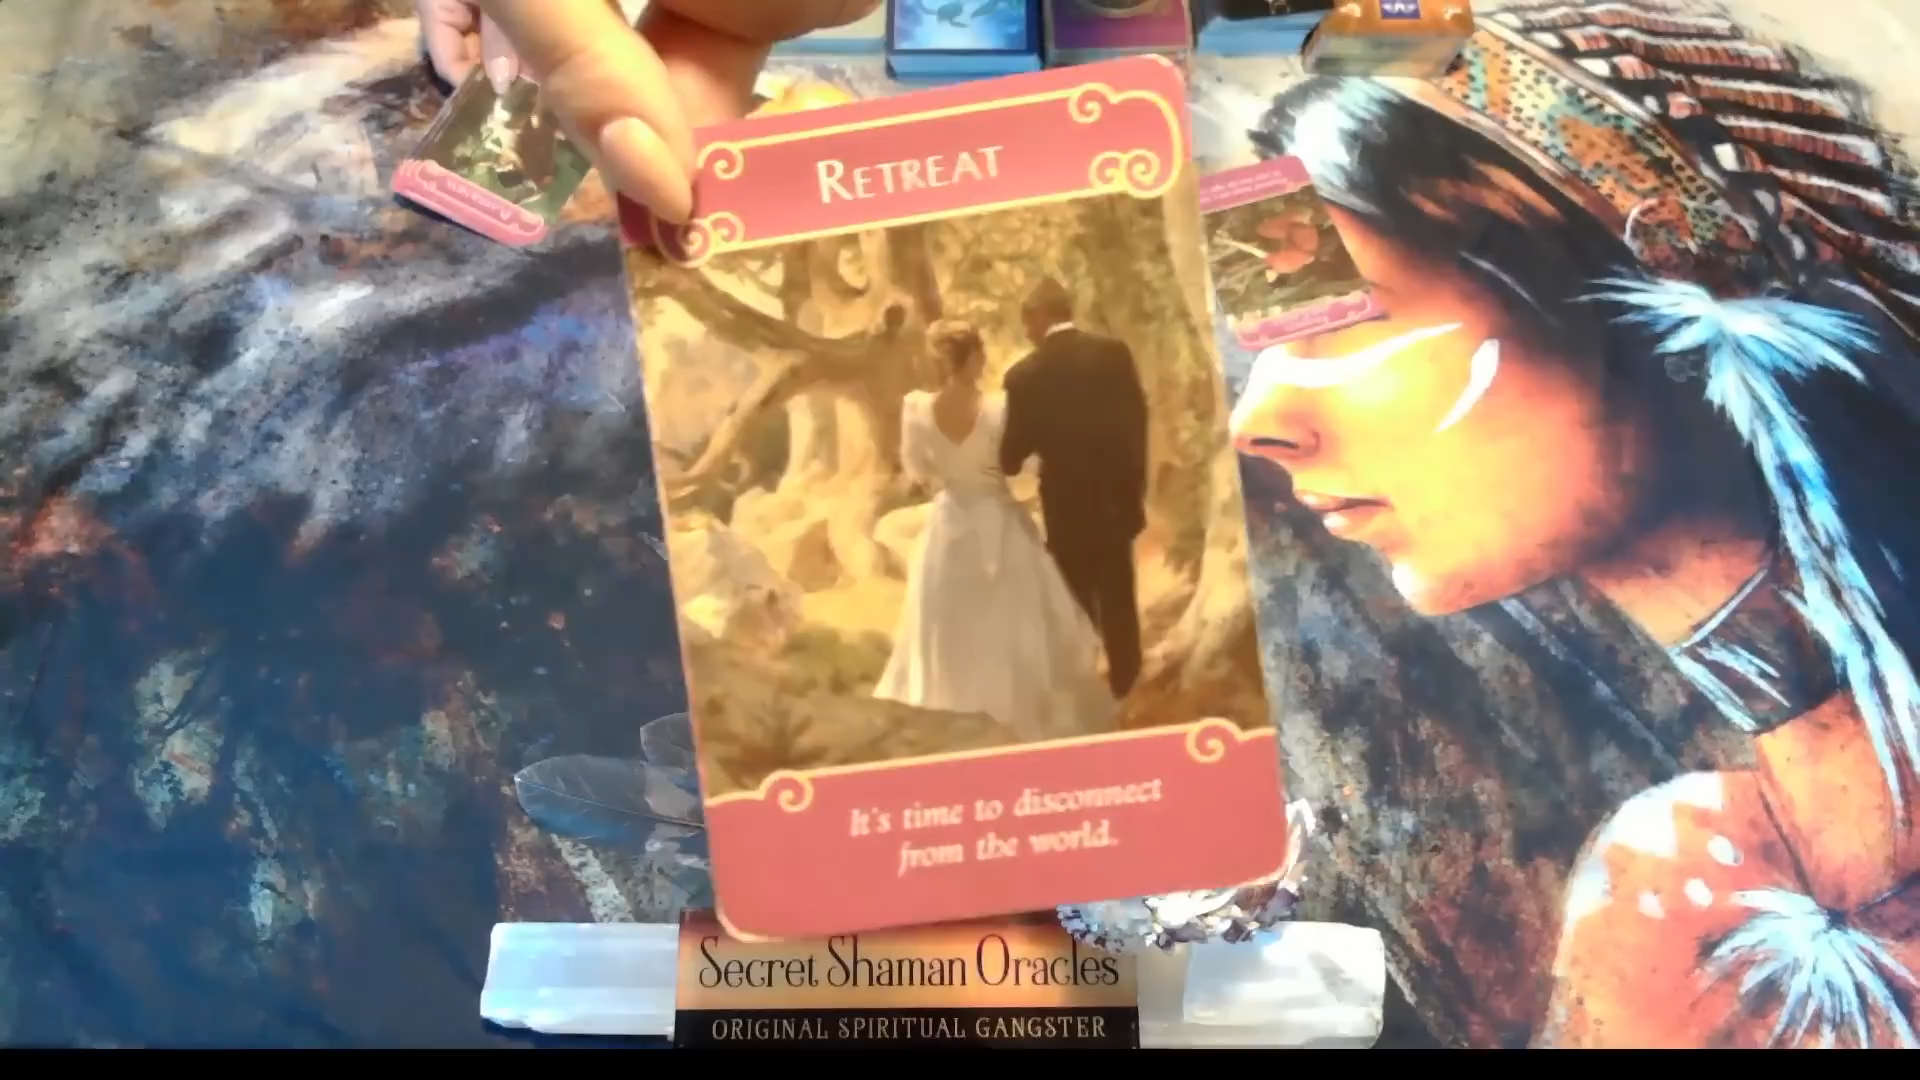 RETREAT
It's time to disconnect
from the world.
Secret Shaman Oracles
ORIGINAL SPIRITUAL GANGSTER